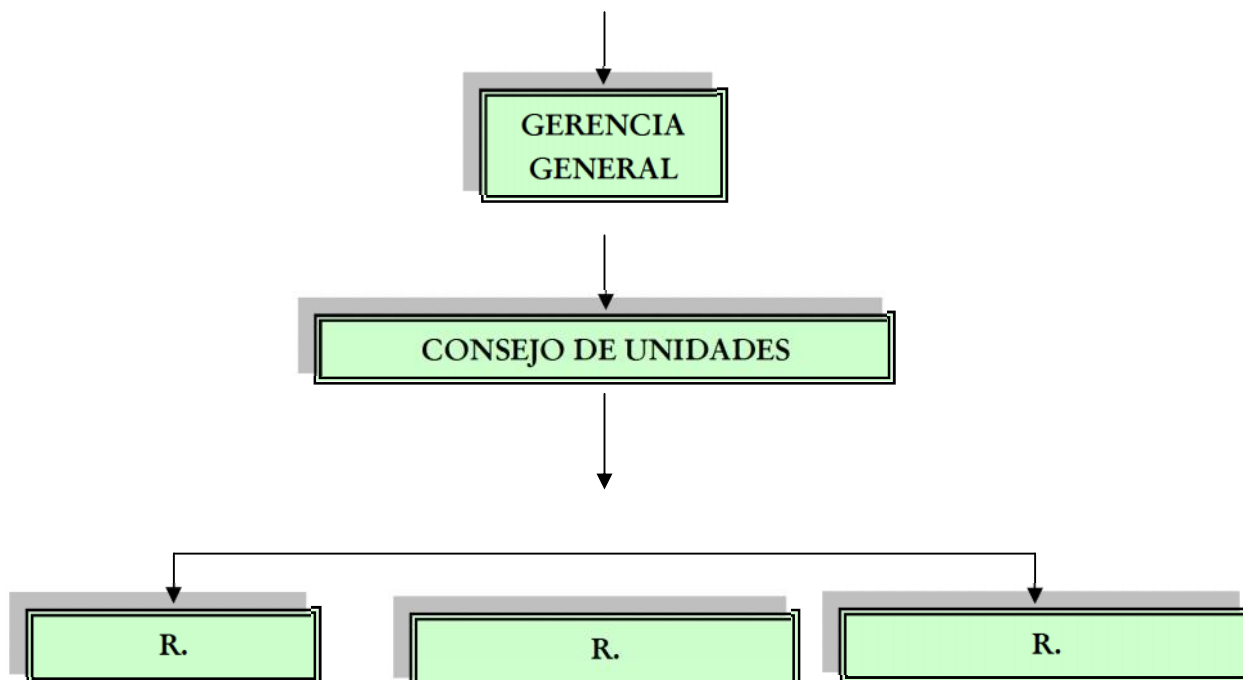 GERENCIA
GENERAL
CONSEJO DE UNIDADES
R.
R.
R.